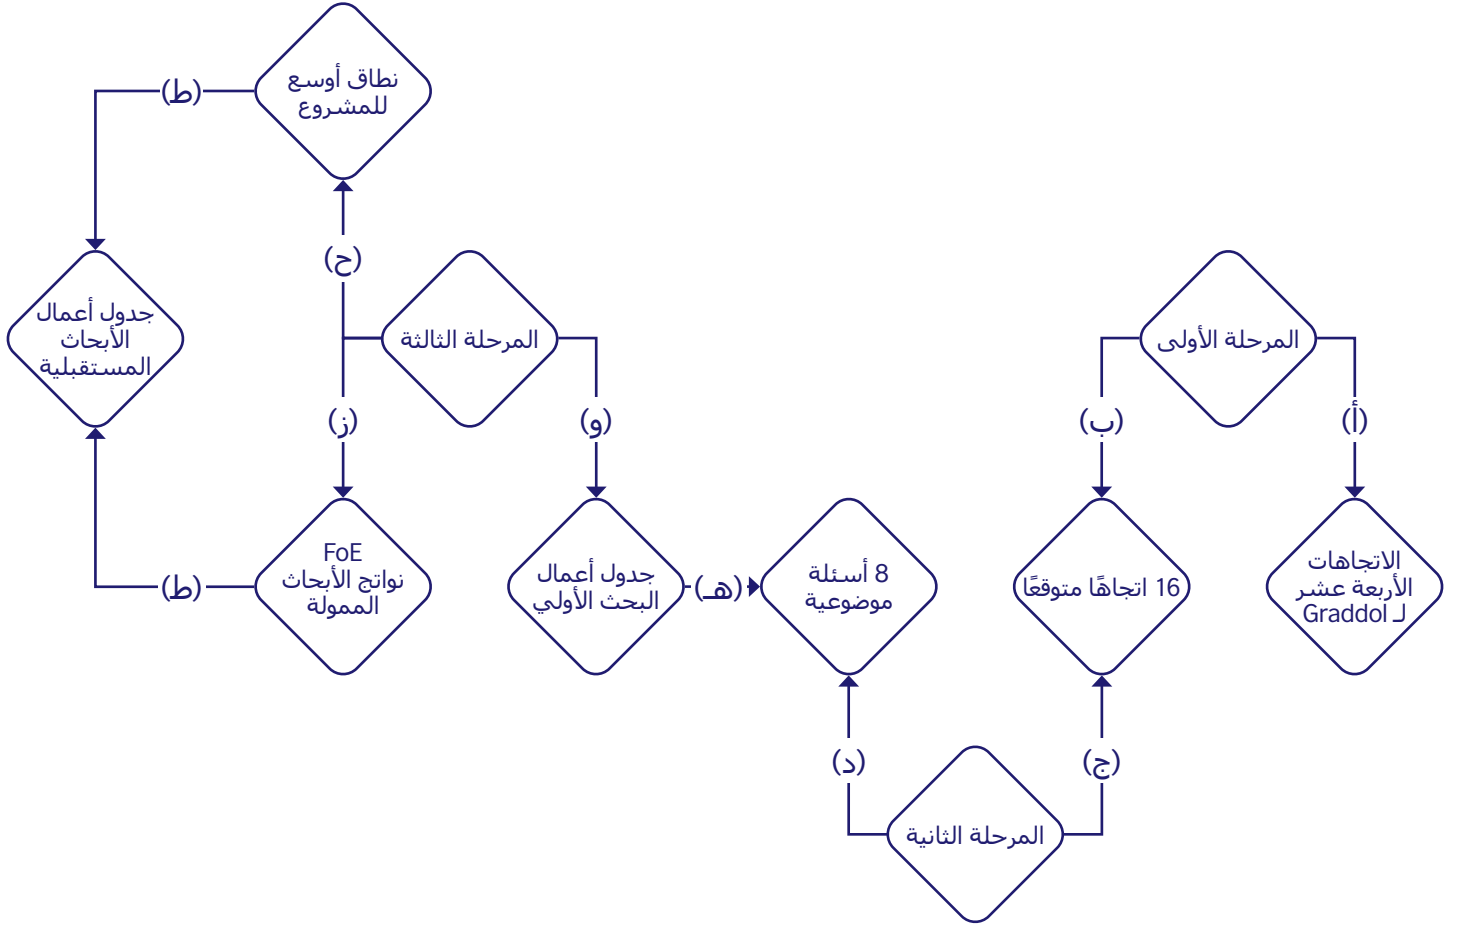 نطاق أوسع
للمشروع
(ط)
(ح)
المرحلة الأولى
المرحلة الثالثة
جدول أعمال
الأبحاث
المستقبلية
(أ)
(ب)
(و)
(ز)
الاتجاهات
الأربعة عشر
لـ Graddol
16 اتجاهًا متوقعًا
8 أسئلة
موضوعية
(هـ)
جدول أعمال
البحث الأولي
FoE
نواتج الأبحاث
الممولة
(ط)
(ج)
(د)
المرحلة الثانية